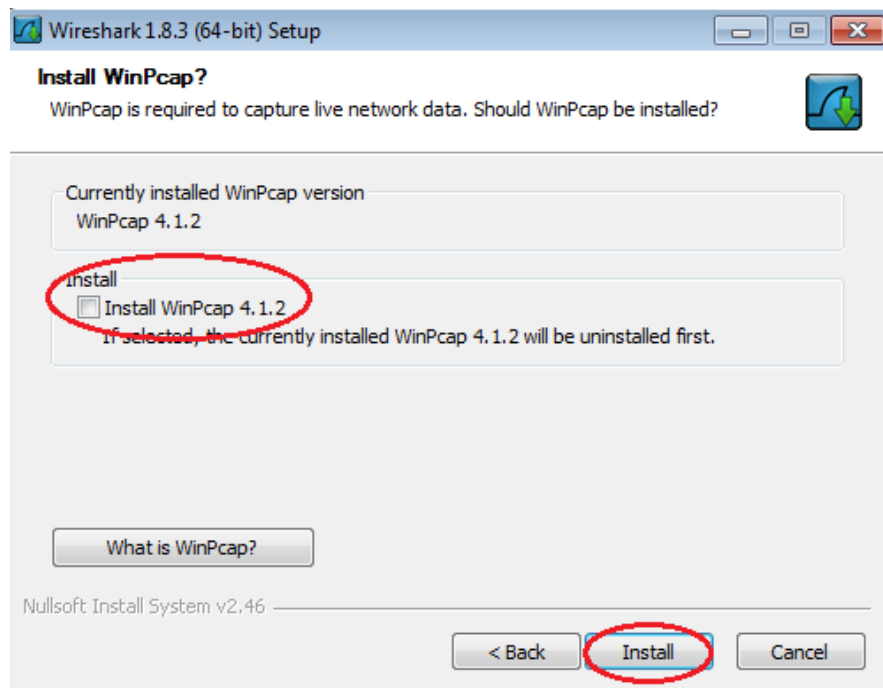 Wireshark 1.8.3 (64-bit) Setup
Install WinPcap?
WinPcap is required to capture live network data. Should WinPcap be installed?
Currently installed WinPcap version
WinPcap 4.1.2
Install
Install WinPcap 4.1.2
If selected, the currently installed WinPcap 4.1.2 will be uninstalled first.
What is WinPcap?
Nullsoft Install System v2.46
< Back Install Cancel